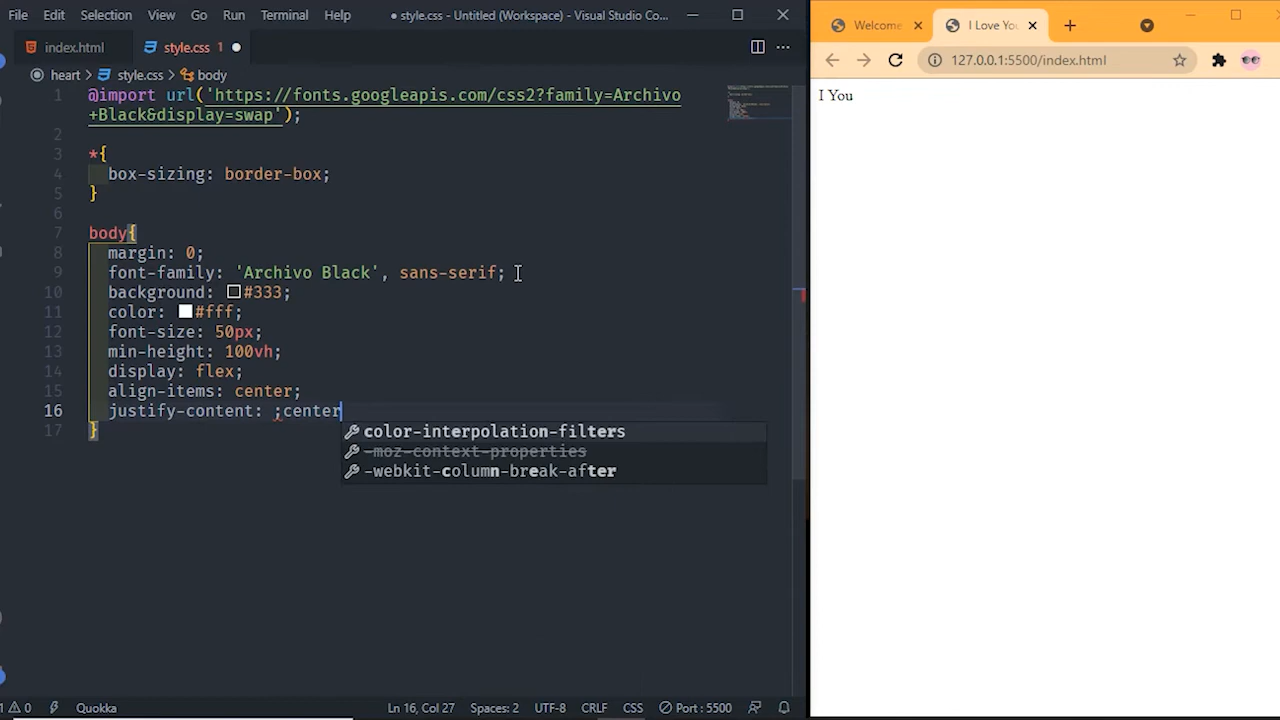 File Edit Selection View Go Run Terminal Help ● style.css - Untitled (Workspace) - Visual Studio Co...
index.html style.css 1 ●
heart > style.css > body
1 @import url('https://fonts.googleapis.com/css2?family=Archivo
+Black&display=swap');
2
3 *{
4 box-sizing: border-box;
5 }
6
7 body{
8 margin: 0;
9 font-family: 'Archivo Black', sans-serif;
10 background: #333;
11 color: #fff;
12 font-size: 50px;
13 min-height: 100vh;
14 display: flex;
15 align-items: center;
16 justify-content: ;center
17 }
color-interpolation-filters
-moz-context-properties
-webkit-column-break-after
1 0 Quokka Ln 16, Col 27 Spaces: 2 UTF-8 CRLF CSS Port : 5500
Welcome I Love You
127.0.0.1:5500/index.html
I You